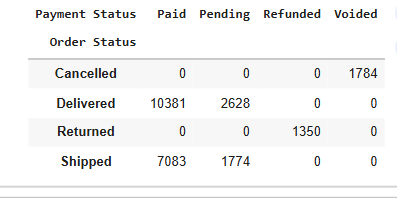 Payment Status Paid Pending Refunded Voided
Order Status
Cancelled 0 0 0 1784
Delivered 10381 2628 0 0
Returned 0 0 1350 0
Shipped 7083 1774 0 0